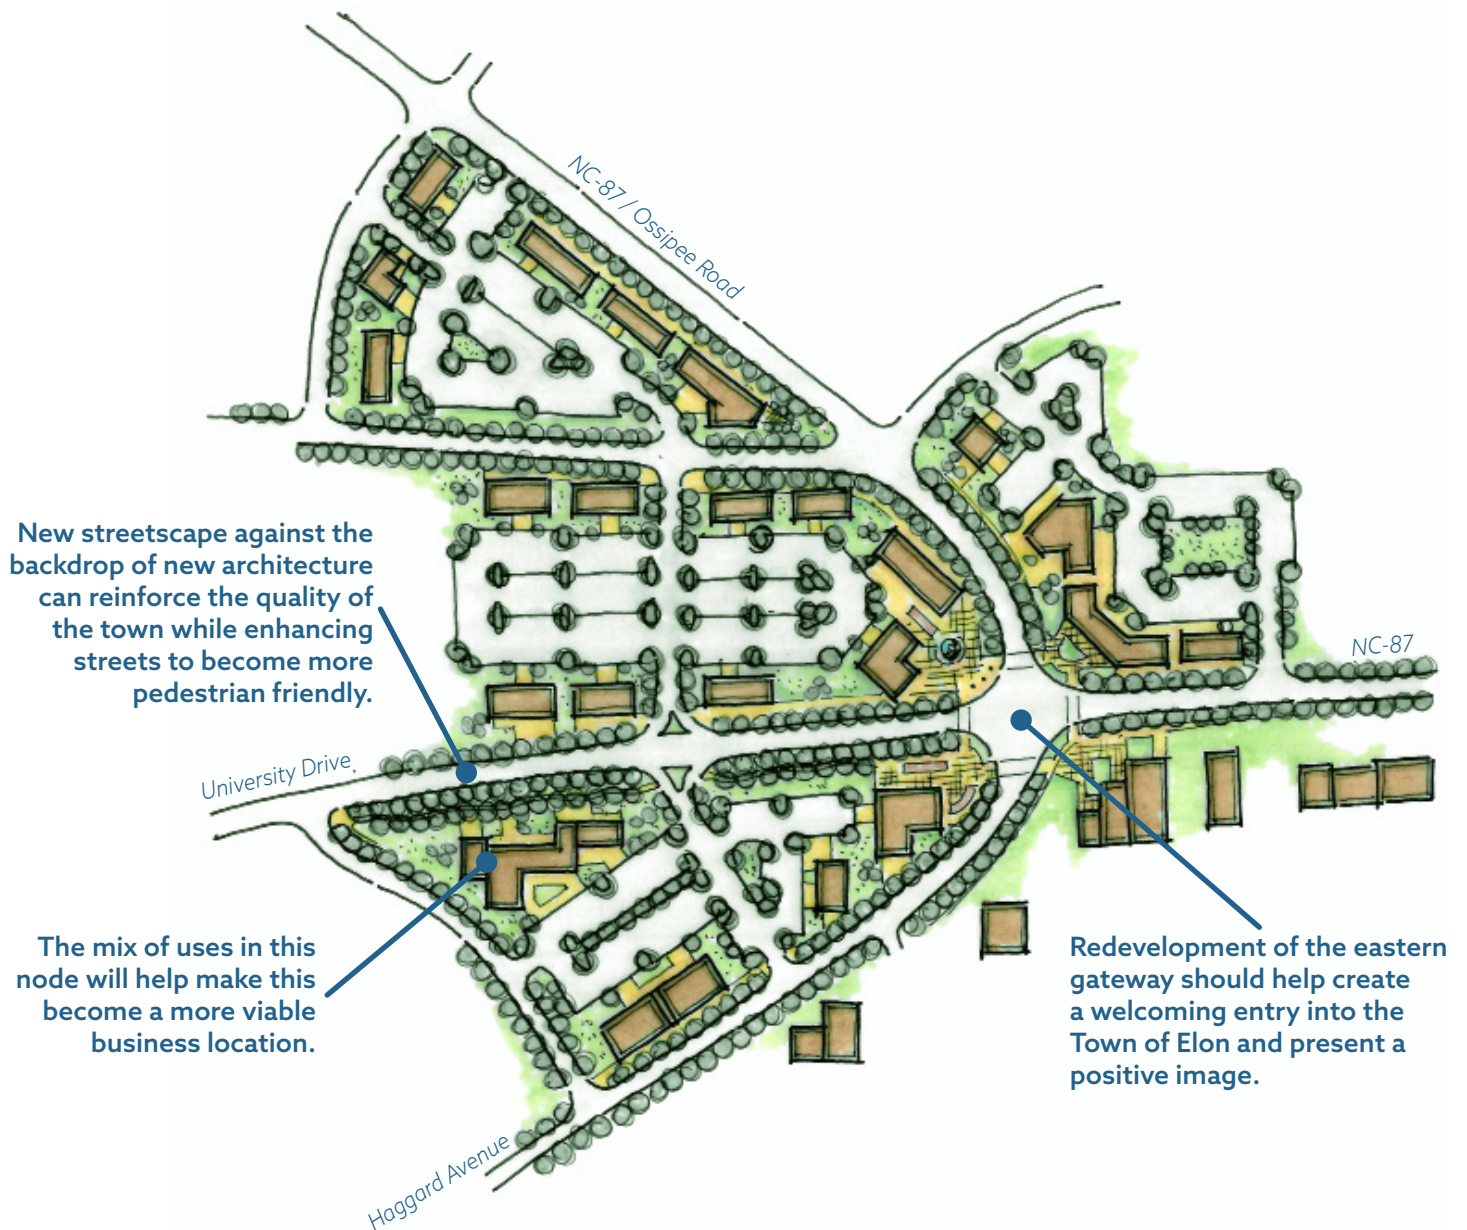 NC-87 / Ossipee Road
New streetscape against the
backdrop of new architecture
can reinforce the quality of
the town while enhancing
streets to become more
pedestrian friendly.
NC-87
University Drive
The mix of uses in this
node will help make this
become a more viable
business location.
Redevelopment of the eastern
gateway should help create
a welcoming entry into the
Town of Elon and present a
positive image.
Haggard Avenue